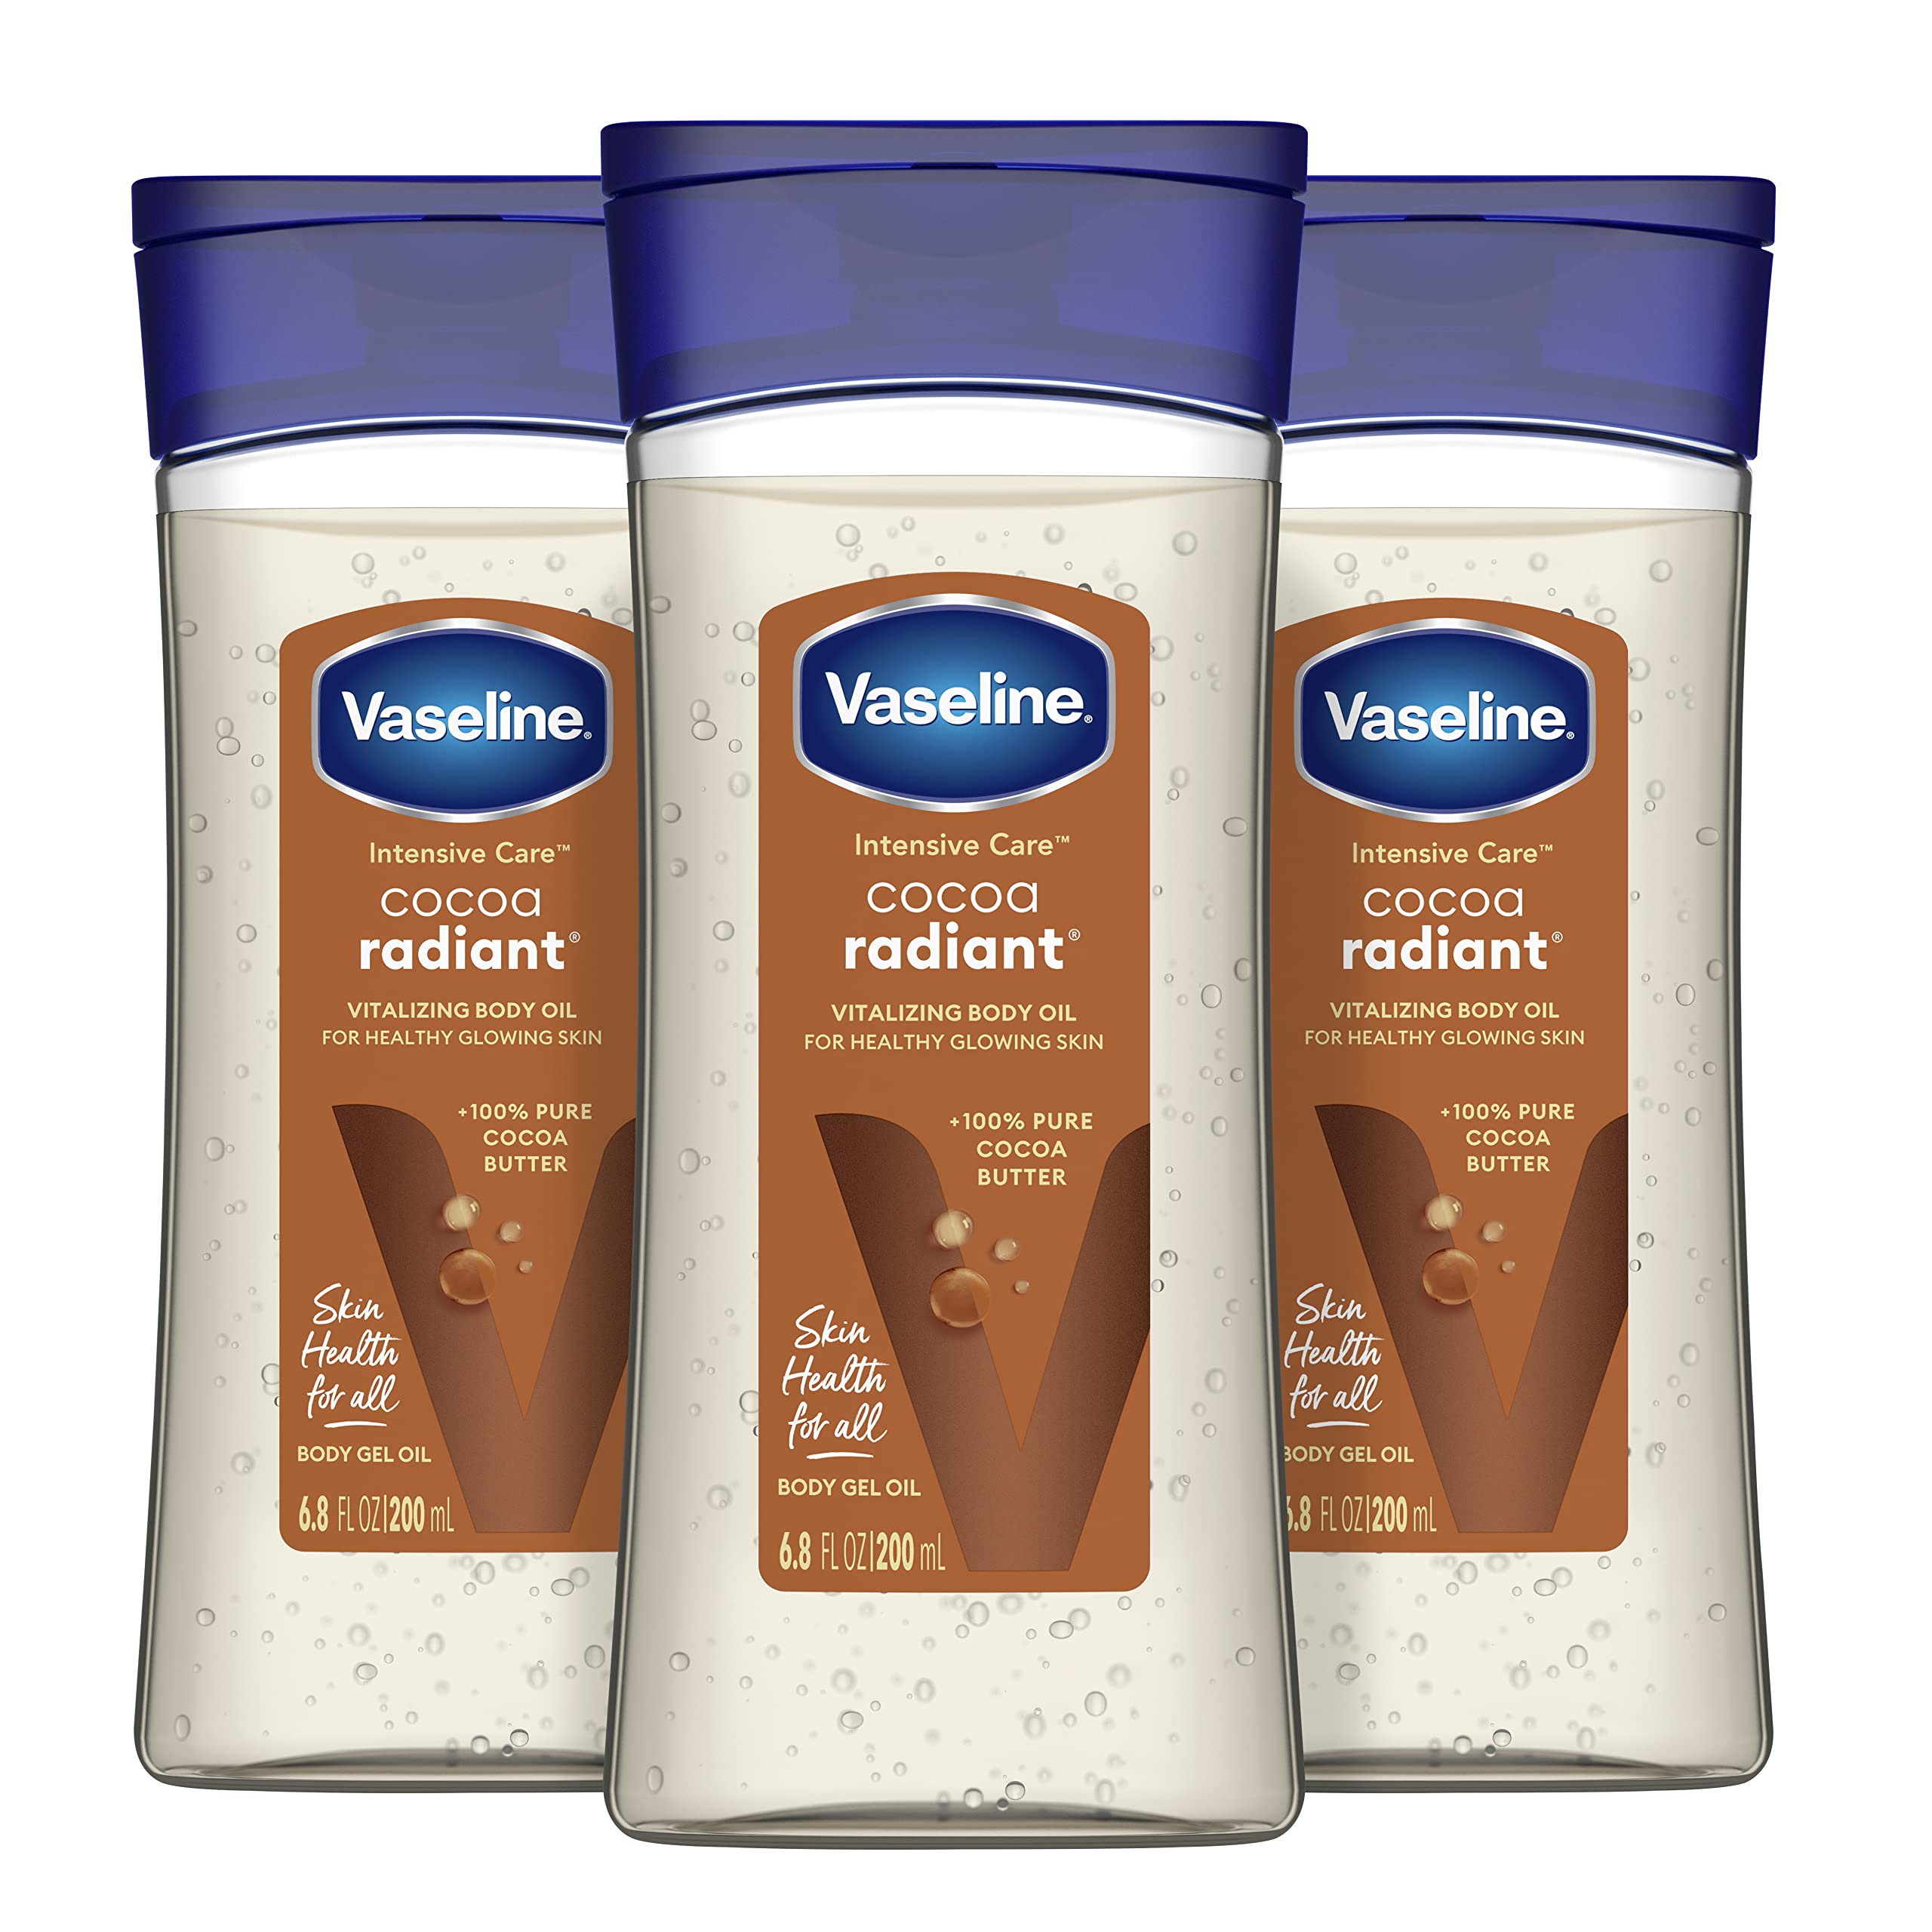 Vaseline®
Intensive Care™
cocoa
radiant®
VITALIZING BODY OIL
FOR HEALTHY GLOWING SKIN
+100% PURE
COCOA
BUTTER
Skin
Health
for all
BODY GEL OIL
6.8 FL OZ|200 mL
Vaseline®
Intensive Care™
cocoa
radiant®
VITALIZING BODY OIL
FOR HEALTHY GLOWING SKIN
+100% PURE
COCOA
BUTTER
Skin
Health
for all
BODY GEL OIL
6.8 FL OZ|200 mL
Vaseline®
Intensive Care™
cocoa
radiant®
VITALIZING BODY OIL
FOR HEALTHY GLOWING SKIN
+100% PURE
COCOA
BUTTER
Skin
Health
for all
BODY GEL OIL
6.8 FL OZ|200 mL